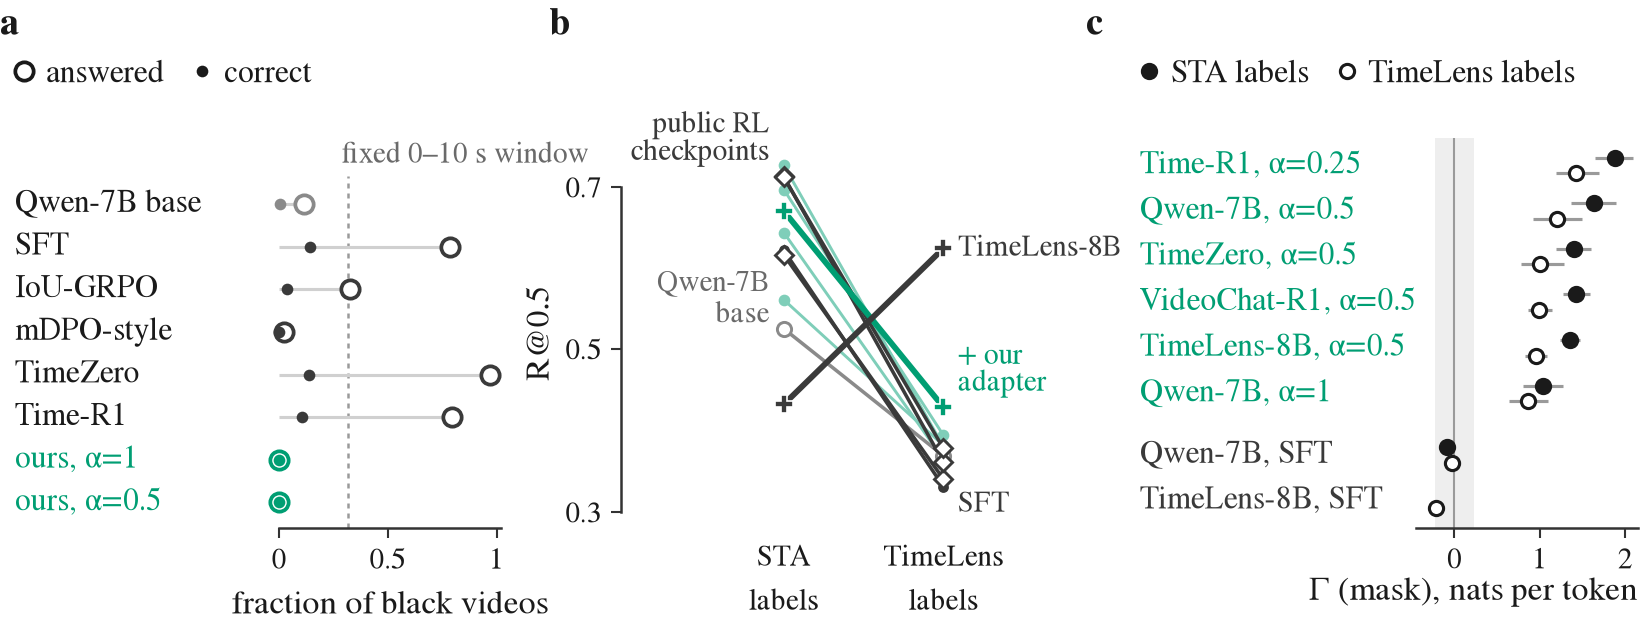 a
answered
correct
fixed 0–10 s window
Qwen-7B base
SFT
IoU-GRPO
mDPO-style
TimeZero
Time-R1
ours, α=1
ours, α=0.5
0
0.5
1
fraction of black videos
b
public RL
checkpoints
0.7
0.5
0.3
R@0.5
Qwen-7B
base
TimeLens-8B
+ our
adapter
SFT
STA
labels
TimeLens
labels
c
STA labels
TimeLens labels
Time-R1, α=0.25
Qwen-7B, α=0.5
TimeZero, α=0.5
VideoChat-R1, α=0.5
TimeLens-8B, α=0.5
Qwen-7B, α=1
Qwen-7B, SFT
TimeLens-8B, SFT
0
1
2
Γ (mask), nats per token